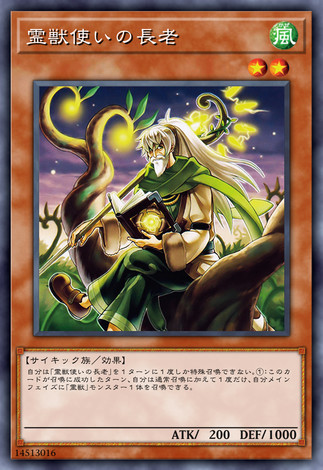 霊獣使いの長老
風
【サイキック族/効果】
自分は「霊獣使いの長老」を1ターンに1度しか特殊召喚できない。①:このカ
ードが召喚に成功したターン、自分は通常召喚に加えて1度だけ、自分メイン
フェイズに「霊獣」モンスター1体を召喚できる。
ATK/ 200 DEF/1000
14513016